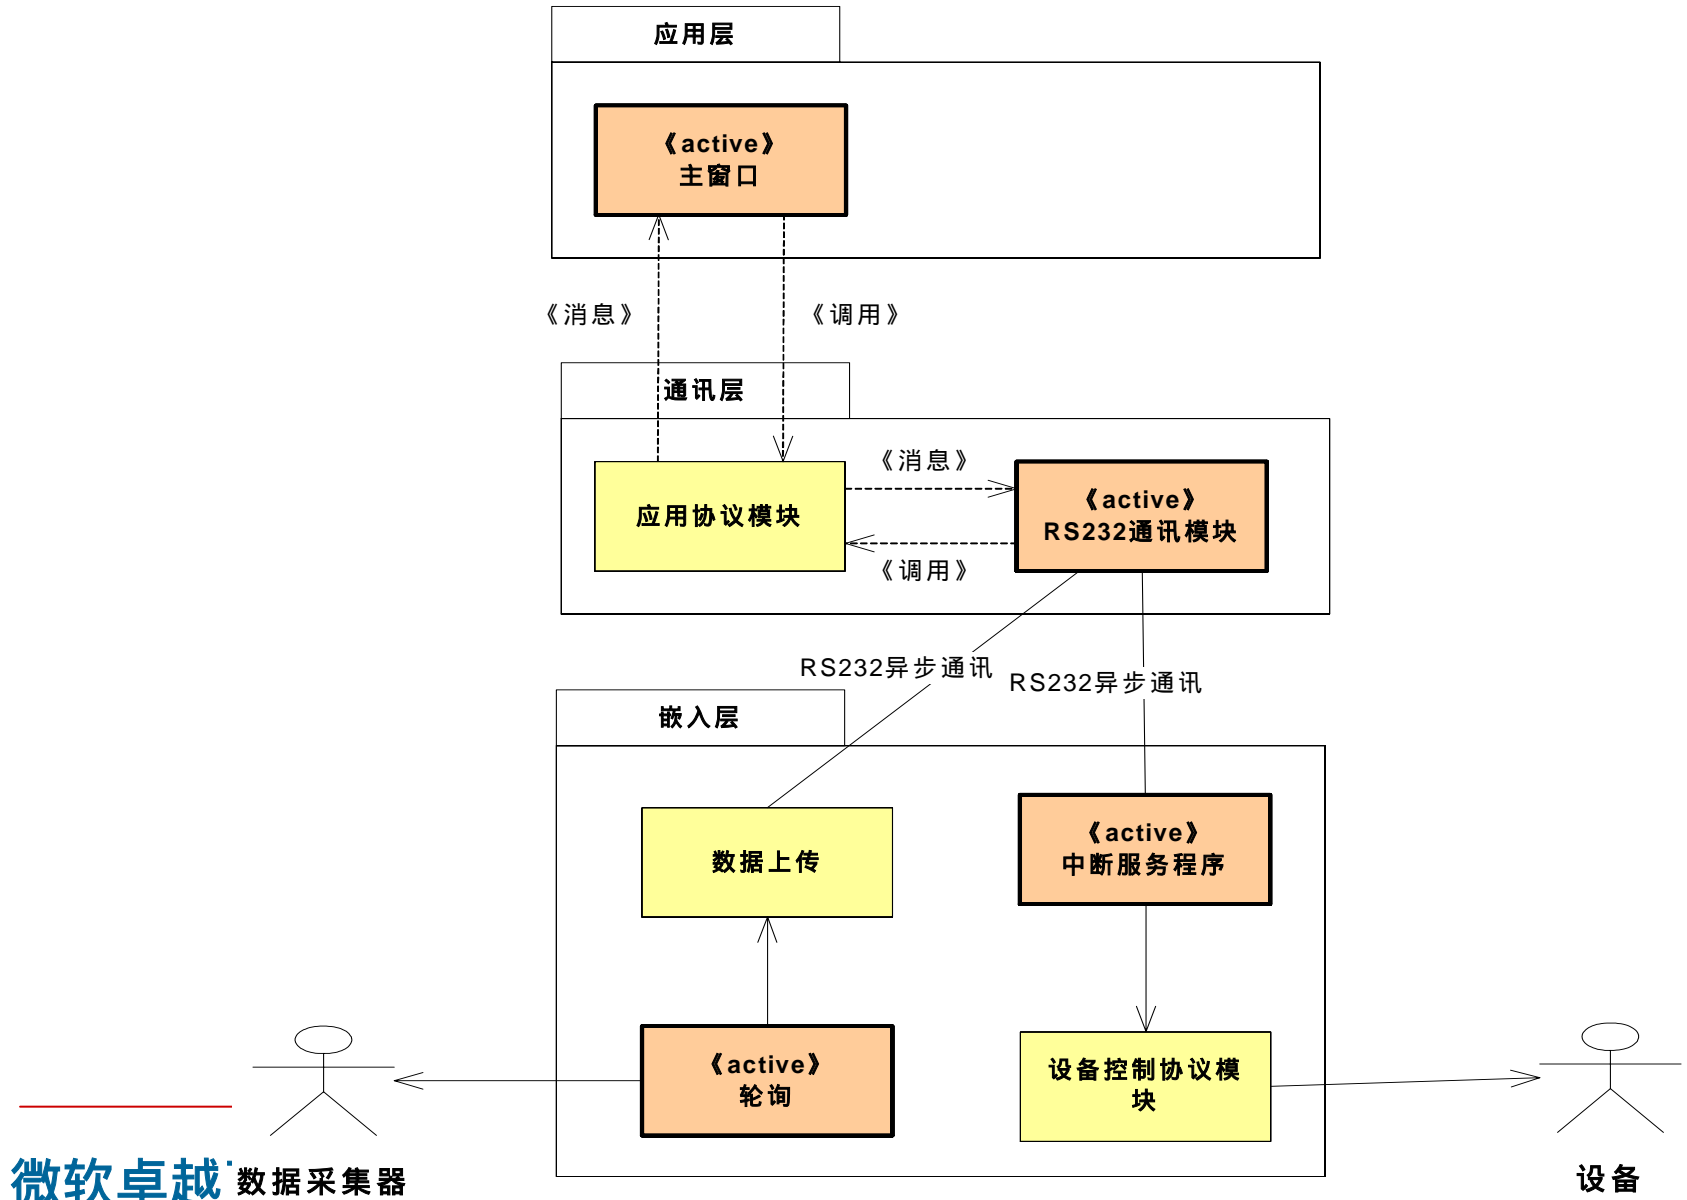 应用层
《active》
主窗口
《消息》
《调用》
通讯层
《消息》
应用协议模块
《active》
RS232通讯模块
《调用》
RS232异步通讯
RS232异步通讯
嵌入层
数据上传
《active》
中断服务程序
《active》
轮询
设备控制协议模
块
微软卓越
数据采集器
设备